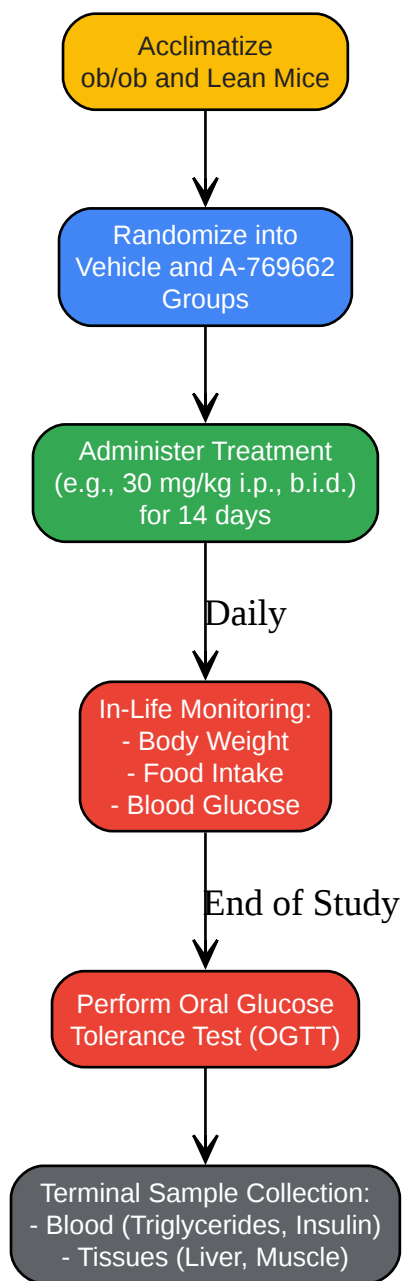 Acclimatize
ob/ob and Lean Mice
Randomize into
Vehicle and A-769662
Groups
Administer Treatment
(e.g., 30 mg/kg i.p., b.i.d.)
for 14 days
Daily
In-Life Monitoring:
- Body Weight
- Food Intake
- Blood Glucose
End of Study
Perform Oral Glucose
Tolerance Test (OGTT)
Terminal Sample Collection:
- Blood (Triglycerides, Insulin)
- Tissues (Liver, Muscle)